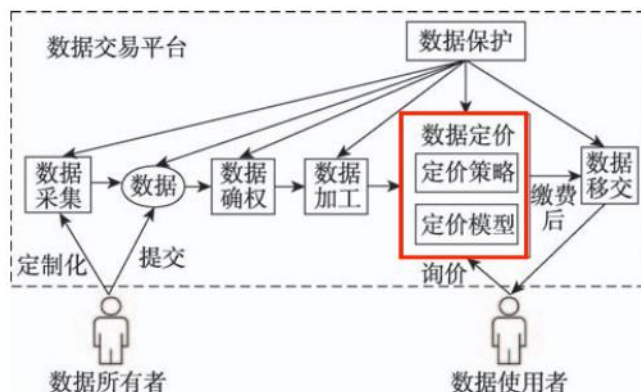 数据交易平台
数据保护
数据定价
定价策略
定价模型
数据
采集
数据
数据
确权
数据
加工
缴费
后
数据
移交
定制化
提交
询价
数据所有者
数据使用者